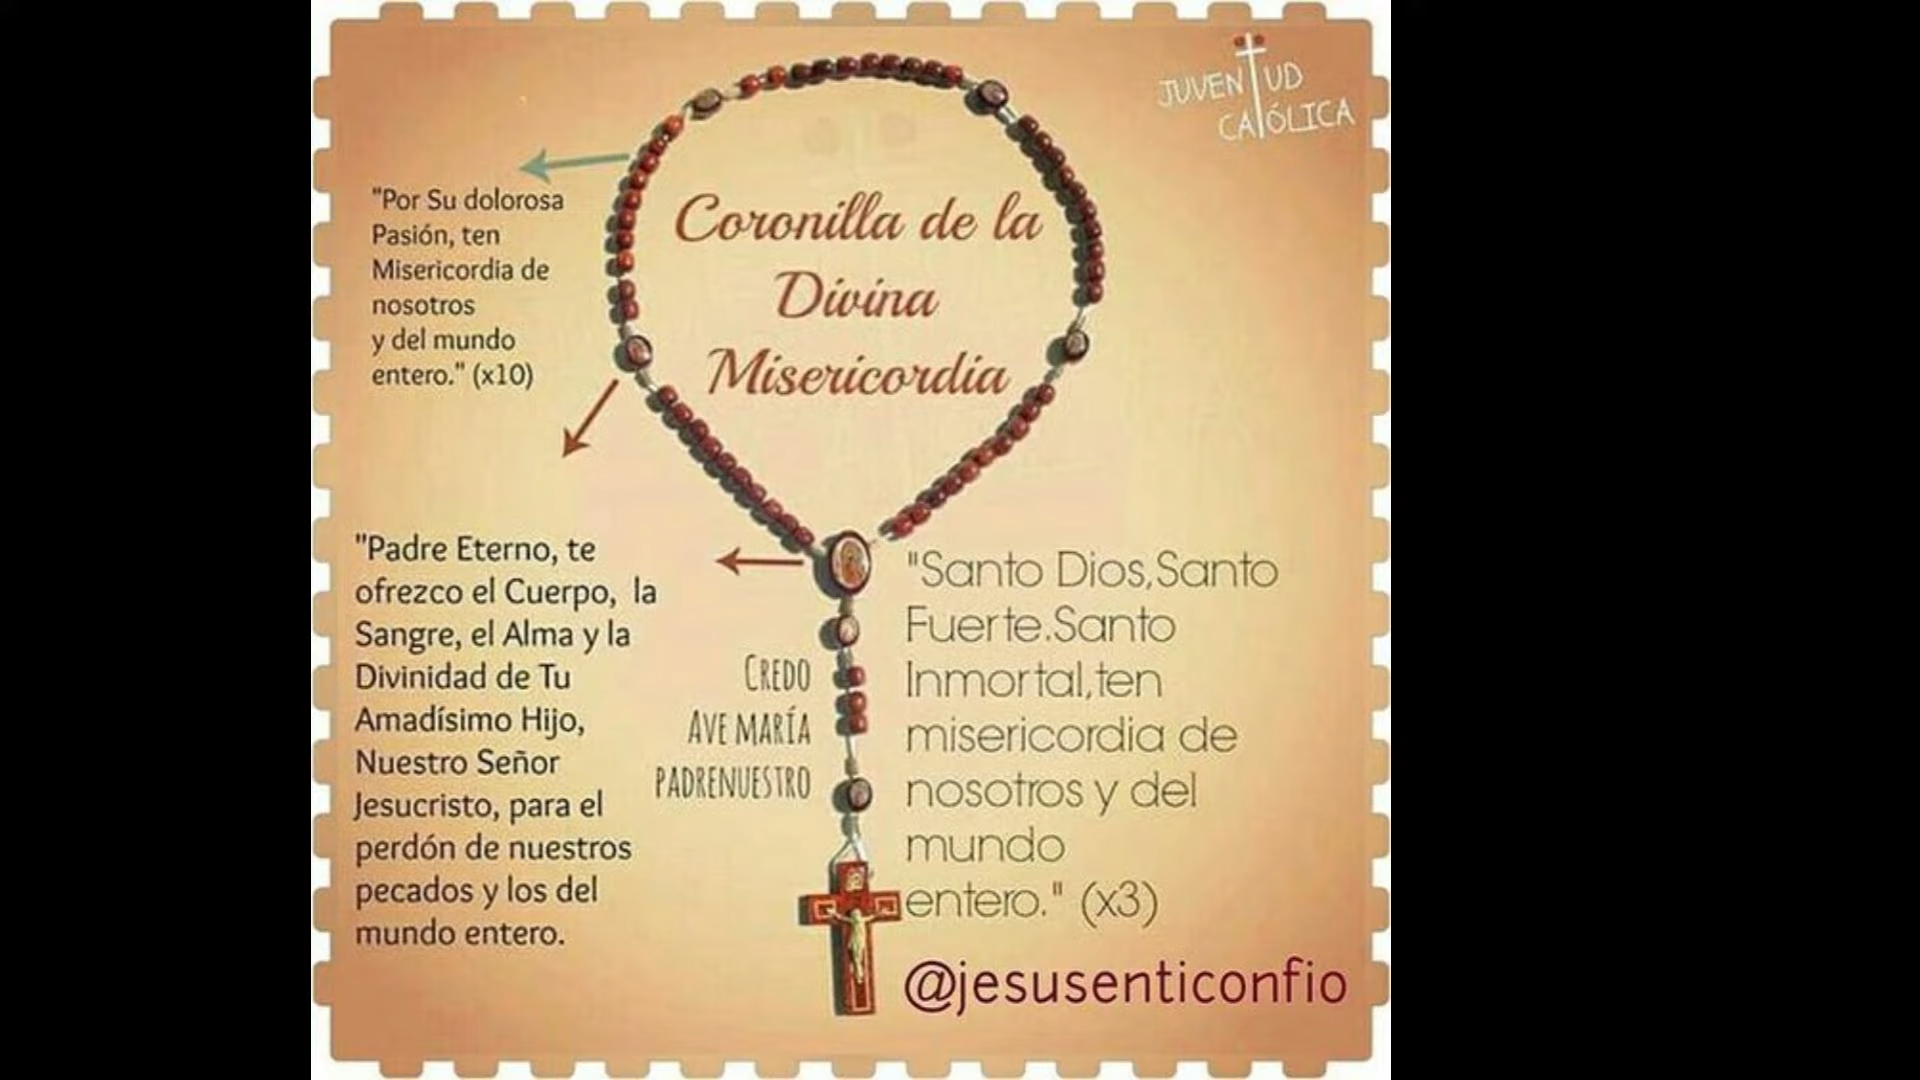 JUVENTUD
CATÓLICA
"Por Su dolorosa
Pasión, ten
Misericordia de
nosotros
y del mundo
entero." (x10)
Coronilla de la
Divina
Misericordia
"Padre Eterno, te
ofrezco el Cuerpo, la
Sangre, el Alma y la
Divinidad de Tu
Amadísimo Hijo,
Nuestro Señor
Jesucristo, para el
perdón de nuestros
pecados y los del
mundo entero.
CREDO
AVE MARÍA
PADRENUESTRO
"Santo Dios,Santo
Fuerte.Santo
Inmortal,ten
misericordia de
nosotros y del
mundo
entero." (x3)
@jesusenticonfio